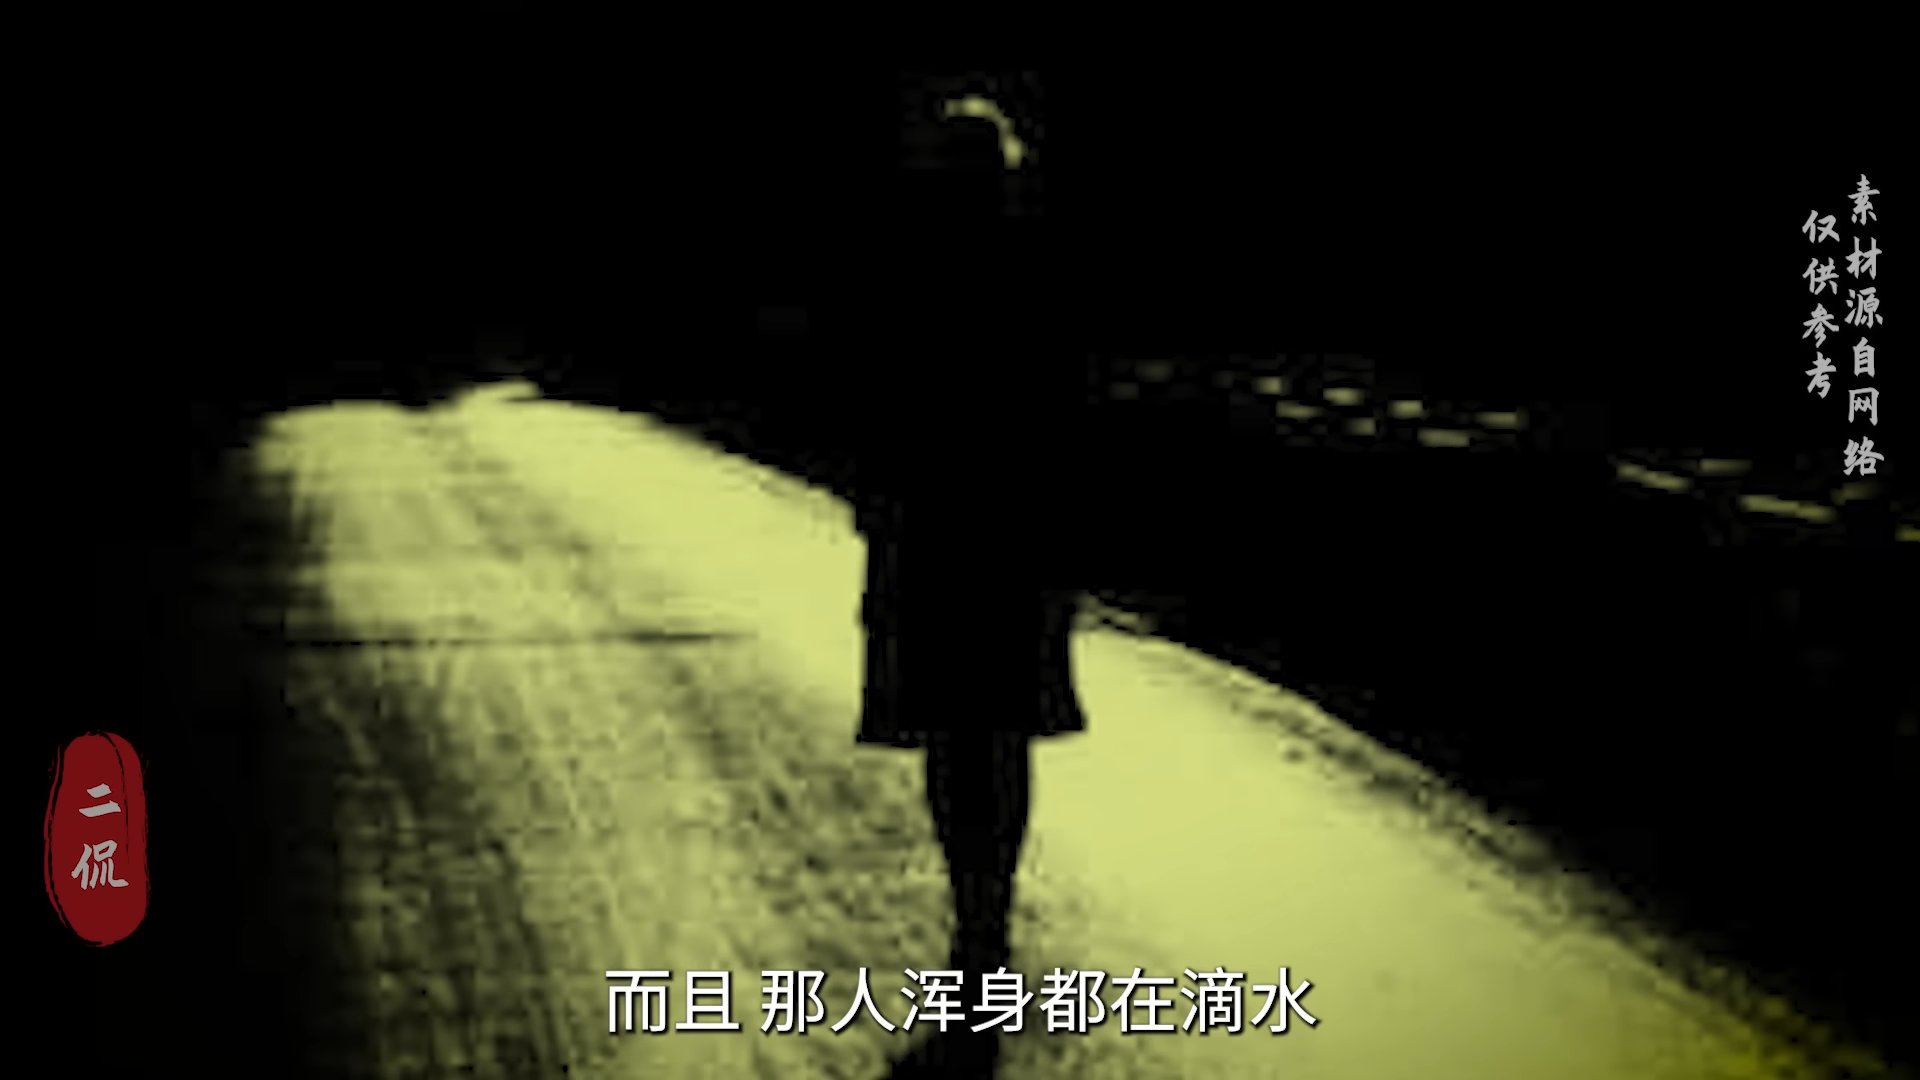 素材源自网络
仅供参考
二侃
而且 那人浑身都在滴水